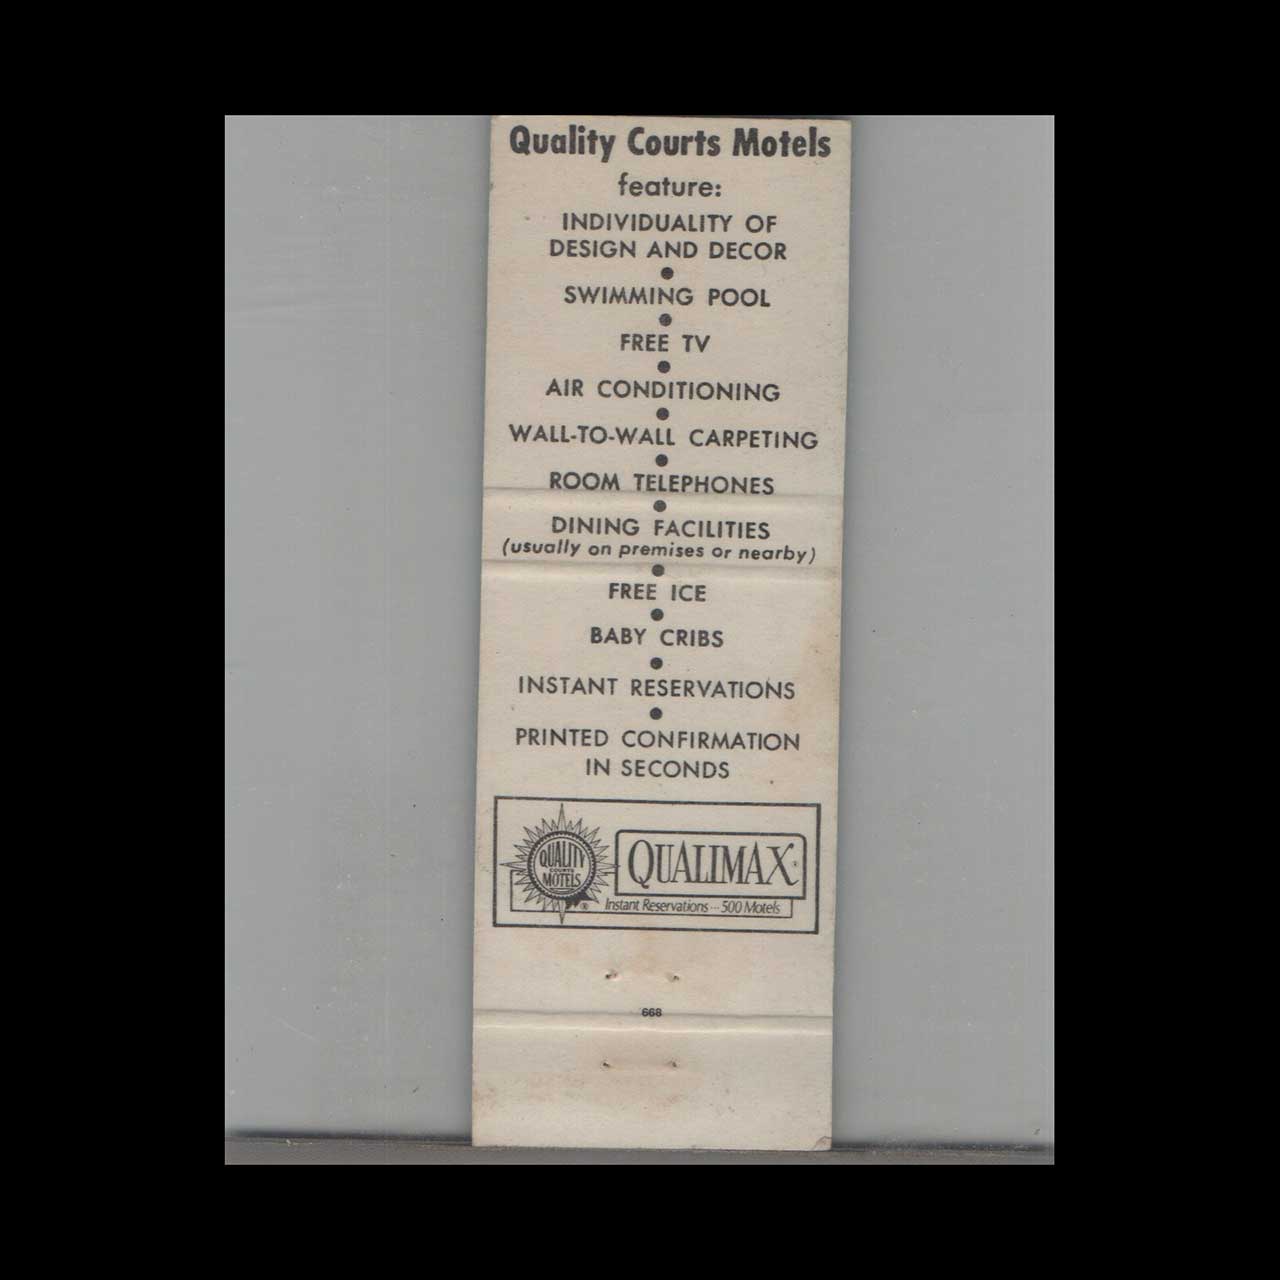 Quality Courts Motels
feature:
INDIVIDUALITY OF
DESIGN AND DECOR
•
SWIMMING POOL
•
FREE TV
•
AIR CONDITIONING
•
WALL-TO-WALL CARPETING
•
ROOM TELEPHONES
•
DINING FACILITIES
(usually on premises or nearby)
•
FREE ICE
•
BABY CRIBS
•
INSTANT RESERVATIONS
•
PRINTED CONFIRMATION
IN SECONDS
QUALITY
COURTS
MOTELS
®
QUALIMAX®
Instant Reservations - 500 Motels
668